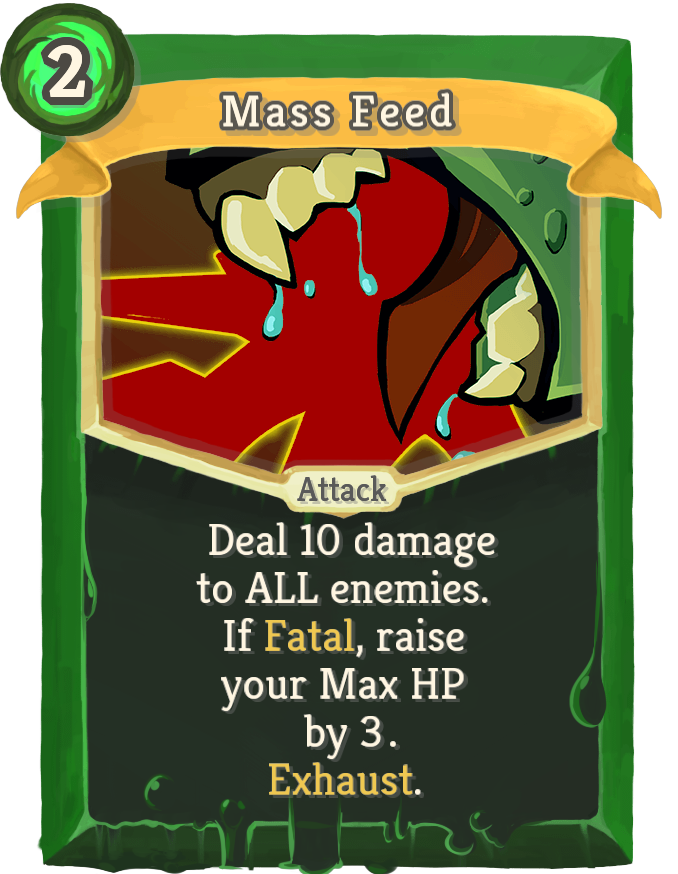 2
Mass Feed
Attack
Deal 10 damage
to ALL enemies.
If Fatal, raise
your Max HP
by 3.
Exhaust.